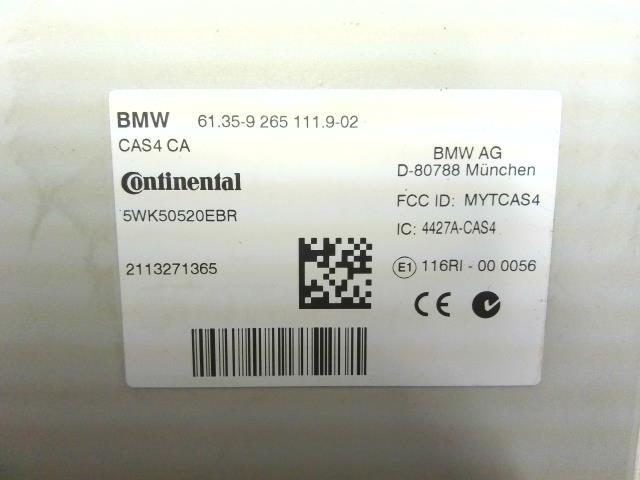 BMW 61.35-9 265 111.9-02
CAS4 CA
Continental
5WK50520EBR
2113271365
BMW AG
D-80788 München
FCC ID: MYTCAS4
IC: 4427A-CAS4
E1 116RI - 00 0056
CE